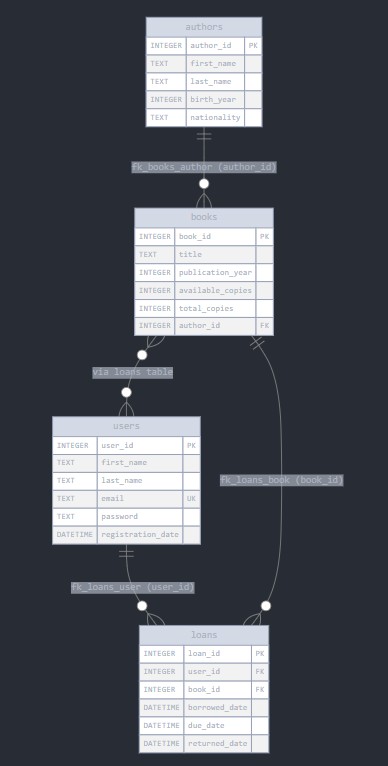 authors
INTEGER author_id PK
TEXT first_name
TEXT last_name
INTEGER birth_year
TEXT nationality
fk_books_author (author_id)
books
INTEGER book_id PK
TEXT title
INTEGER publication_year
INTEGER available_copies
INTEGER total_copies
INTEGER author_id FK
via loans table
users
INTEGER user_id PK
TEXT first_name
TEXT last_name
TEXT email UK
TEXT password
DATETIME registration_date
fk_loans_book (book_id)
fk_loans_user (user_id)
loans
INTEGER loan_id PK
INTEGER user_id FK
INTEGER book_id FK
DATETIME borrowed_date
DATETIME due_date
DATETIME returned_date